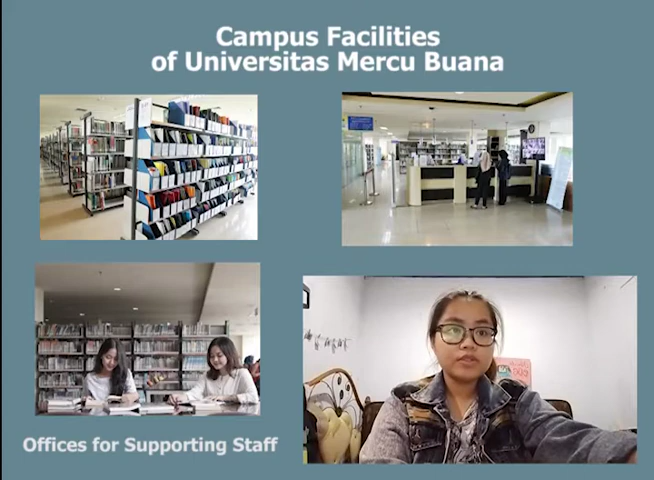 Campus Facilities
of Universitas Mercu Buana
Offices for Supporting Staff